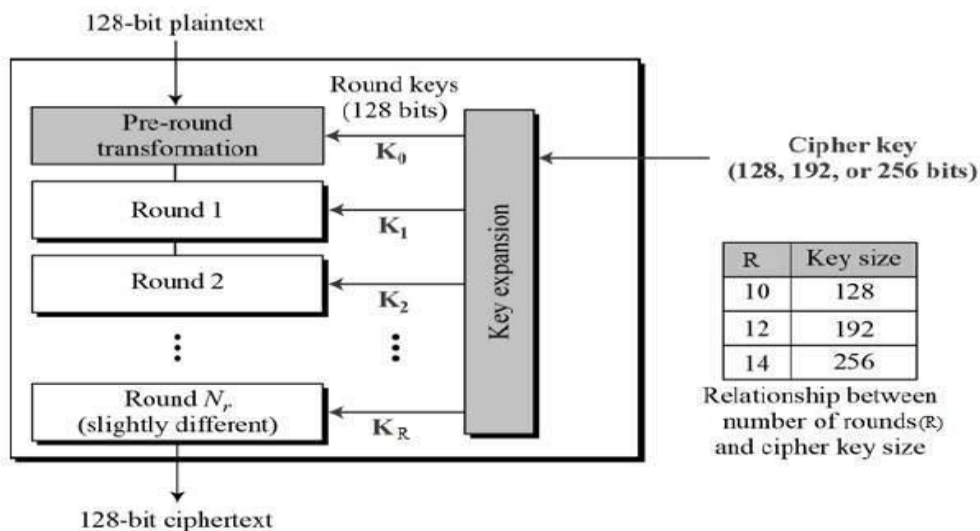 128-bit plaintext
Round keys
(128 bits)
Pre-round
transformation
K0
Cipher key
(128, 192, or 256 bits)
Round 1
K1
Round 2
K2
Key expansion
Round Nr
(slightly different)
KR
128-bit ciphertext
R Key size
10 128
12 192
14 256
Relationship between
number of rounds(R)
and cipher key size